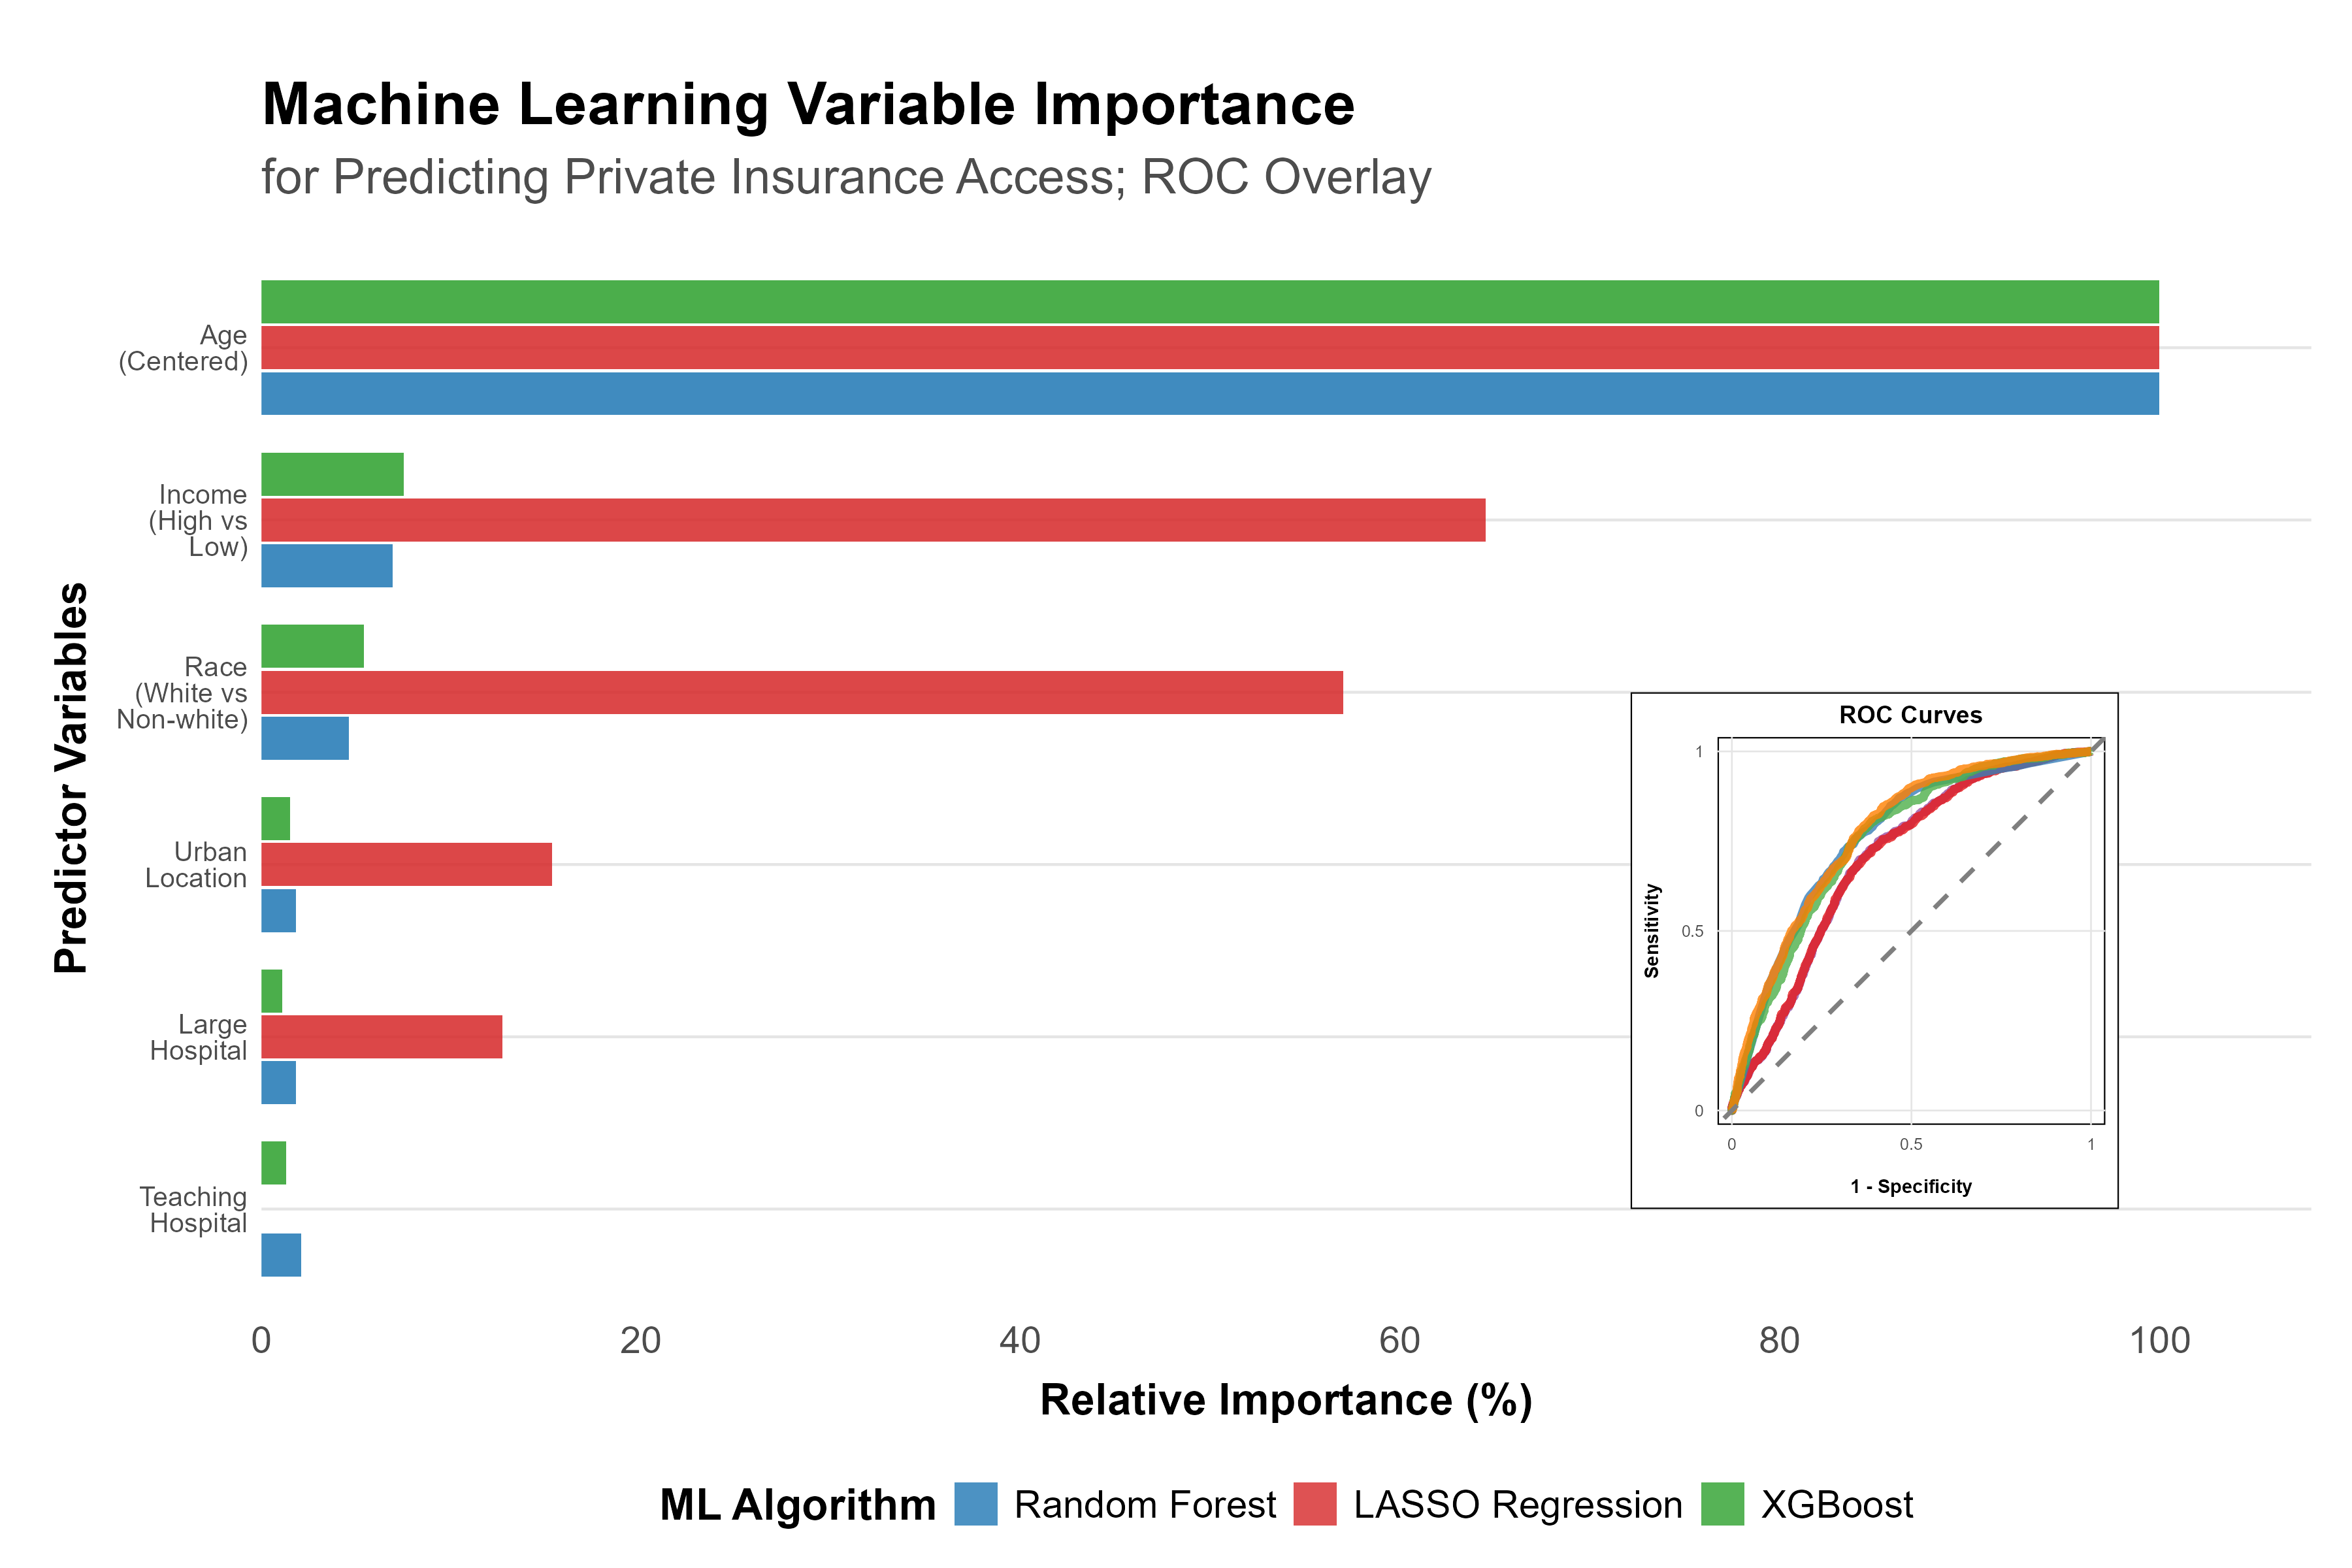 Machine Learning Variable Importance
for Predicting Private Insurance Access; ROC Overlay
Predictor Variables
Age
(Centered)
Income
(High vs
Low)
Race
(White vs
Non-white)
Urban
Location
Large
Hospital
Teaching
Hospital
ROC Curves
Sensitivity
1
0.5
0
0 0.5 1
1 - Specificity
0 20 40 60 80 100
Relative Importance (%)
ML Algorithm Random Forest LASSO Regression XGBoost